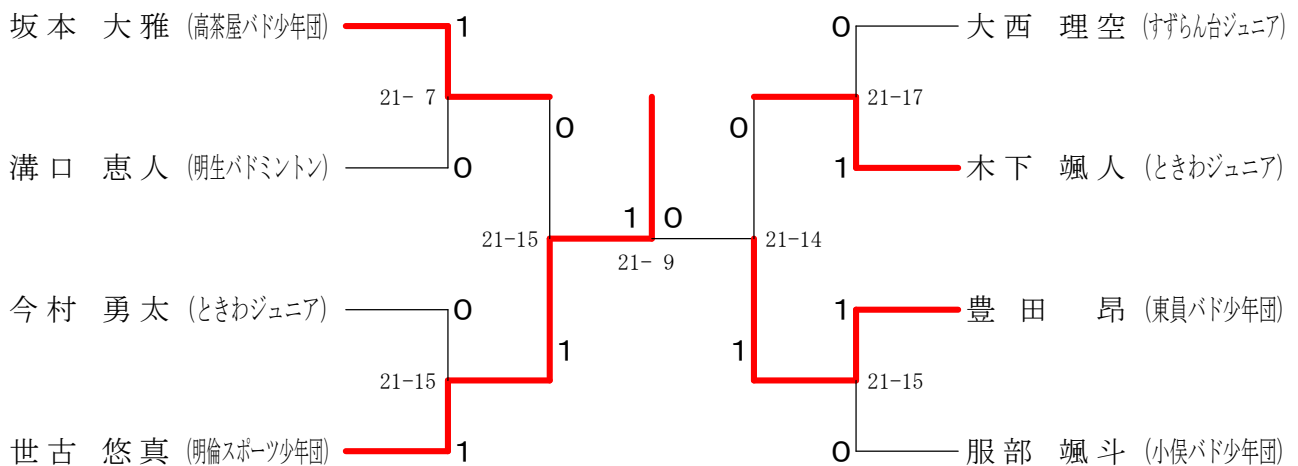 坂本 大雅 (高茶屋バド少年団) 1 0 大西 理空 (すずらん台ジュニア)
21- 7 21-17
0 0
溝口 恵人 (明生バドミントン) 0 1 木下 颯人 (ときわジュニア)
1 0
21-15 21-14
21- 9
今村 勇太 (ときわジュニア) 0 1 豊田 昂 (東員バド少年団)
1 1
21-15 21-15
世古 悠真 (明倫スポーツ少年団) 1 0 服部 颯斗 (小俣バド少年団)